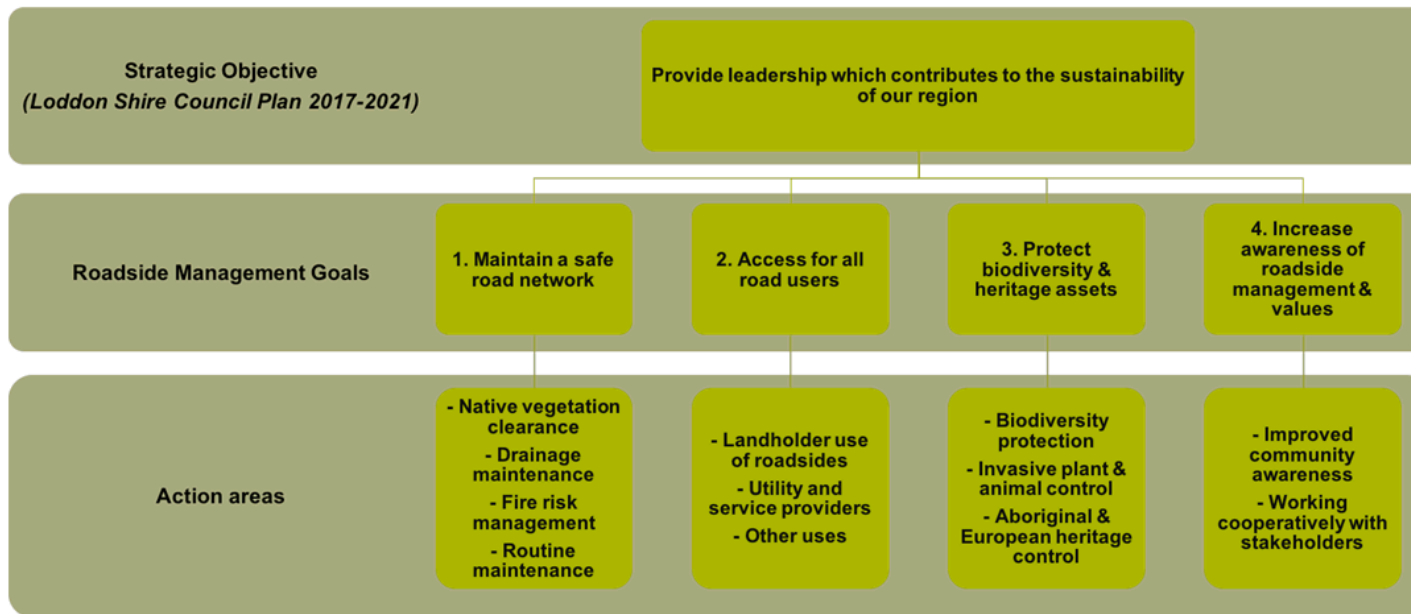 Strategic Objective
(Loddon Shire Council Plan 2017-2021)
Provide leadership which contributes to the sustainability
of our region
Roadside Management Goals
1. Maintain a safe
road network
2. Access for all
road users
3. Protect
biodiversity &
heritage assets
4. Increase
awareness of
roadside
management &
values
Action areas
- Native vegetation
clearance
- Drainage
maintenance
- Fire risk
management
- Routine
maintenance
- Landholder use
of roadsides
- Utility and
service providers
- Other uses
- Biodiversity
protection
- Invasive plant &
animal control
- Aboriginal &
European heritage
control
- Improved
community
awareness
- Working
cooperatively with
stakeholders